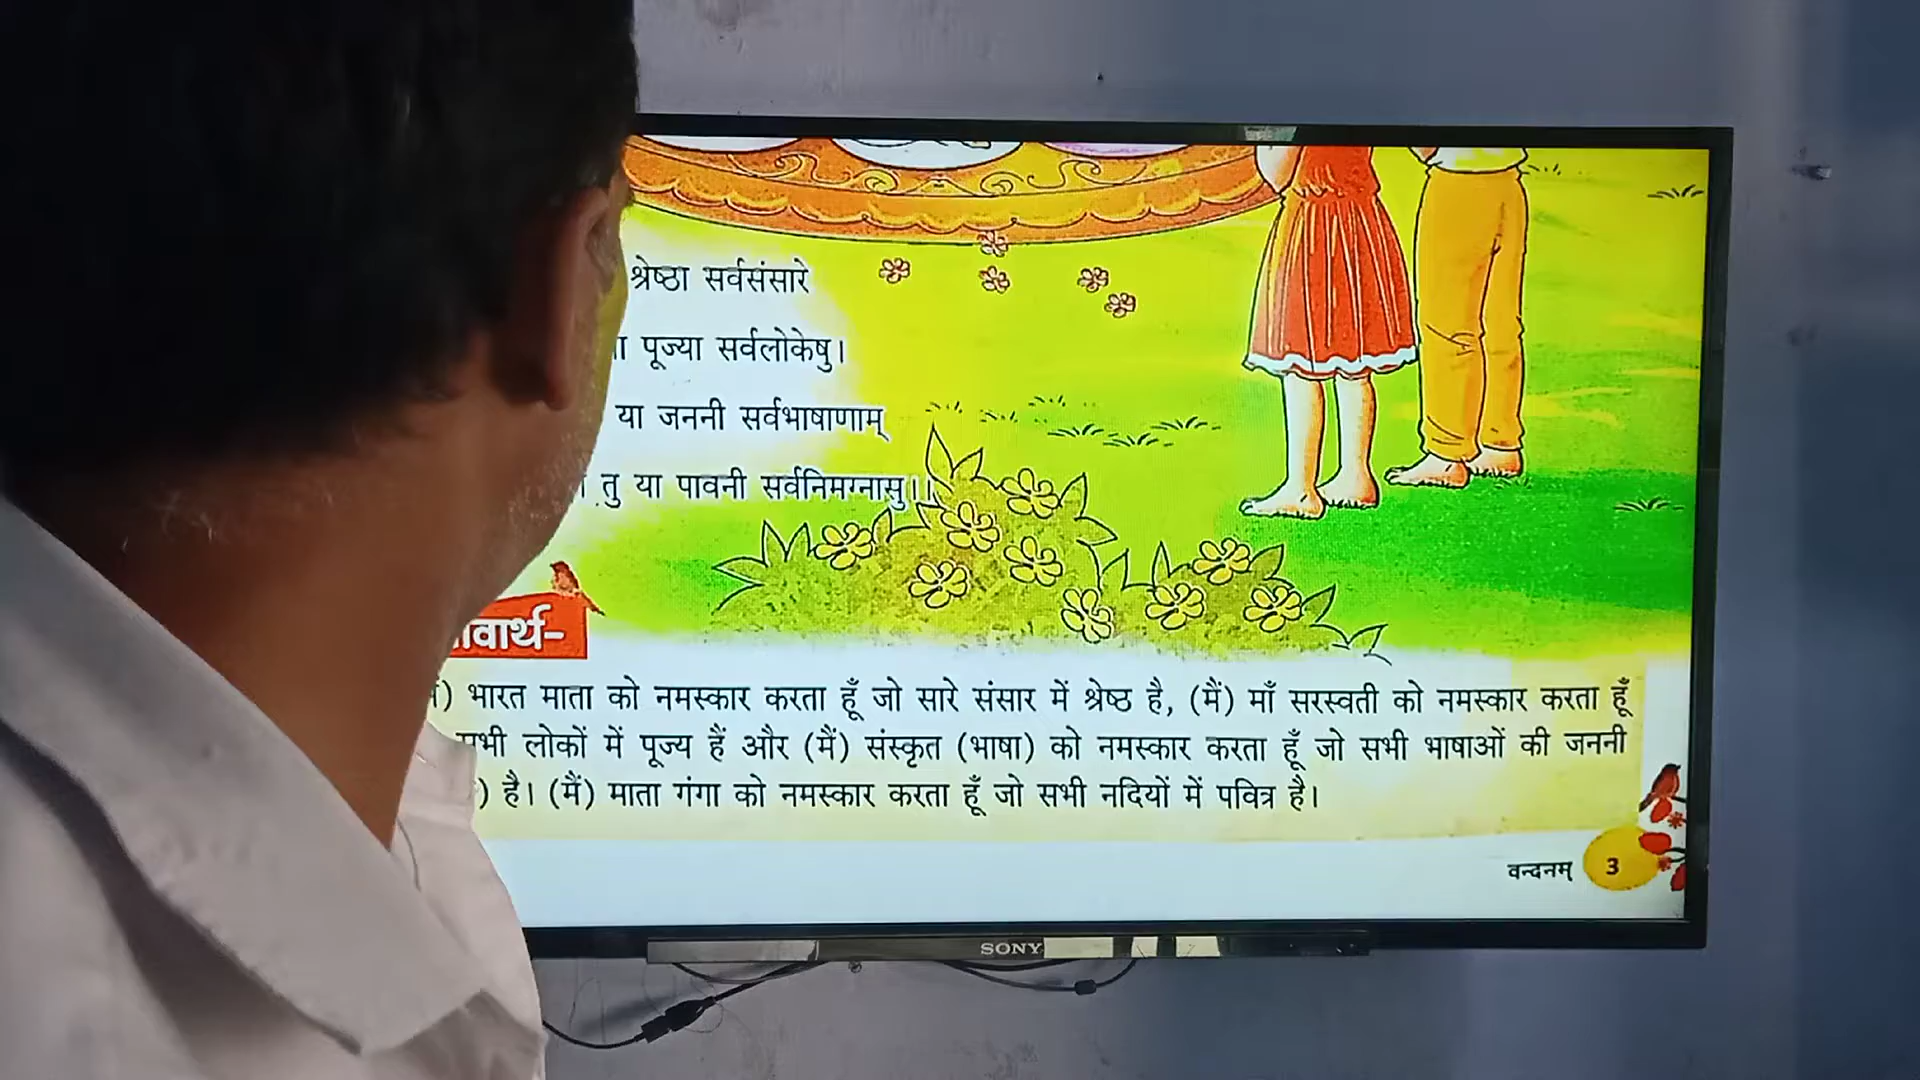 श्रेष्ठा सर्वसंसारे
पूज्या सर्वलोकेषु।
या जननी सर्वभाषाणाम्
तु या पावनी सर्वनिमग्नासु।।
भारत माता को नमस्कार करता हूँ जो सारे संसार में श्रेष्ठ है, (मैं) माँ सरस्वती को नमस्कार करता हूँ
लोकों में पूज्य हैं और (मैं) संस्कृत (भाषा) को नमस्कार करता हूँ जो सभी भाषाओं की जननी
) है। (मैं) माता गंगा को नमस्कार करता हूँ जो सभी नदियों में पवित्र है।
वन्दनम् 3
SONY